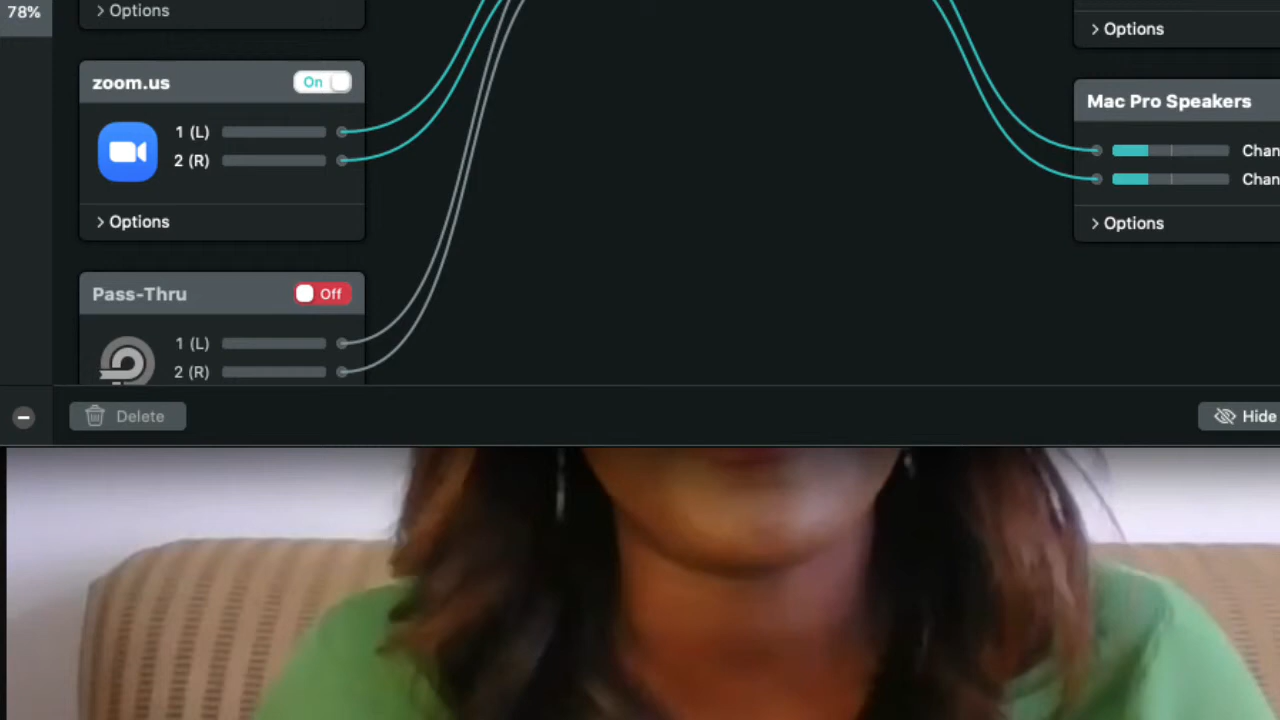 78%
> Options
zoom.us On
1 (L)
2 (R)
> Options
Pass-Thru Off
1 (L)
2 (R)
Delete
> Options
Mac Pro Speakers
Chan
Chan
> Options
Hide